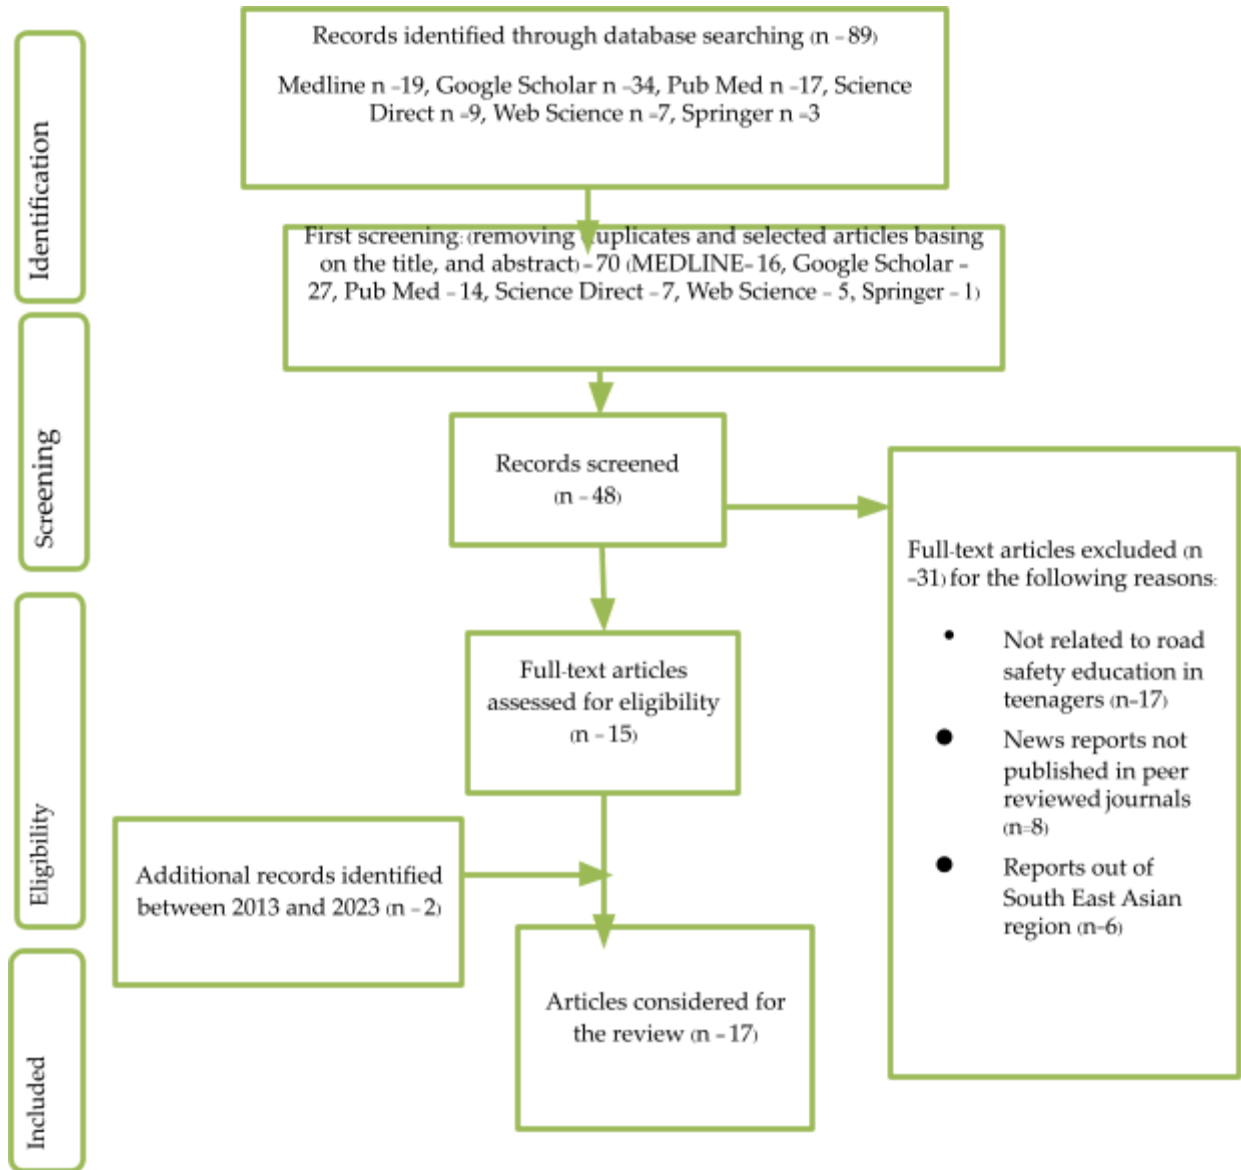 Identification
Records identified through database searching (n - 89)
Medline n -19, Google Scholar n -34, Pub Med n -17, Science
Direct n -9, Web Science n -7, Springer n -3
First screening: (removing duplicates and selected articles basing
on the title, and abstract) - 70 (MEDLINE- 16, Google Scholar -
27, Pub Med - 14, Science Direct - 7, Web Science - 5, Springer - 1)
Screening
Records screened
(n - 48)
Full-text articles excluded (n
-31) for the following reasons:
• Not related to road
safety education in
teenagers (n-17)
● News reports not
published in peer
reviewed journals
(n=8)
● Reports out of
South East Asian
region (n-6)
Eligibility
Full-text articles
assessed for eligibility
(n - 15)
Additional records identified
between 2013 and 2023 (n - 2)
Included
Articles considered for
the review (n - 17)